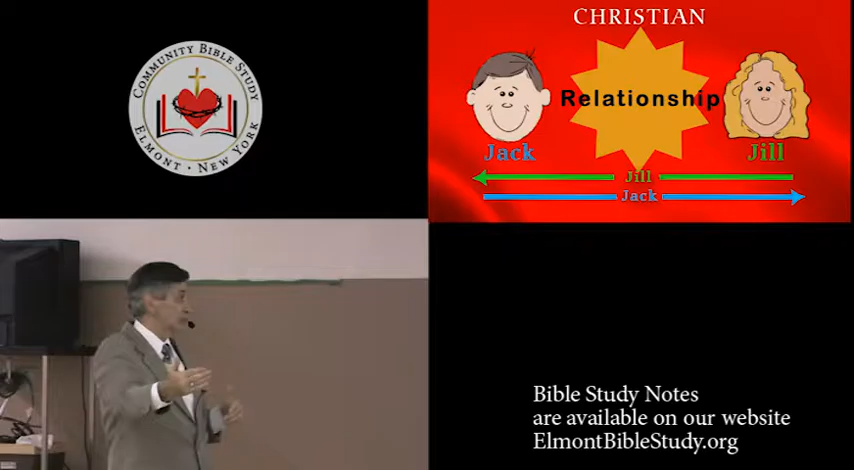 COMMUNITY BIBLE STUDY
ELMONT • NEW YORK
CHRISTIAN
Relationship
Jack
Jill
Jill
Jack
Bible Study Notes
are available on our website
ElmontBibleStudy.org